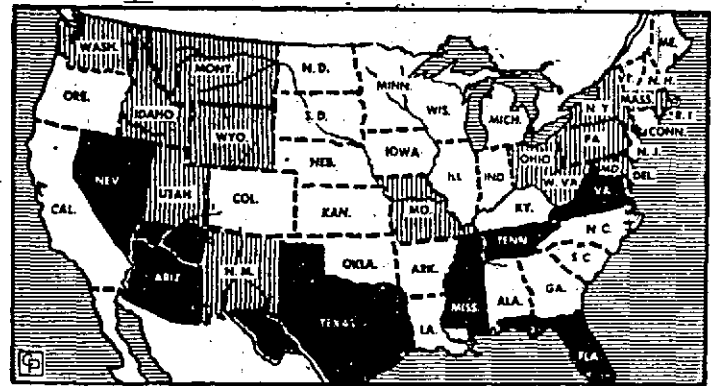 WASH.
MONT.
N. D.
MINN.
ME.
ORE.
IDAHO
WYO.
S. D.
WIS.
MICH.
N Y
VT.
N. H.
MASS.
R. I
CONN.
NEV
UTAH
COL.
NEB.
IOWA
ILL
IND
OHIO
PA
N. J.
W. VA
MD
DEL.
VA.
CAL.
KAN.
MO.
KY.
ARIZ
N. M.
OKLA.
ARK.
TENN
N C.
S C
TEXAS
LA.
MISS.
ALA.
GA.
FLA
CP